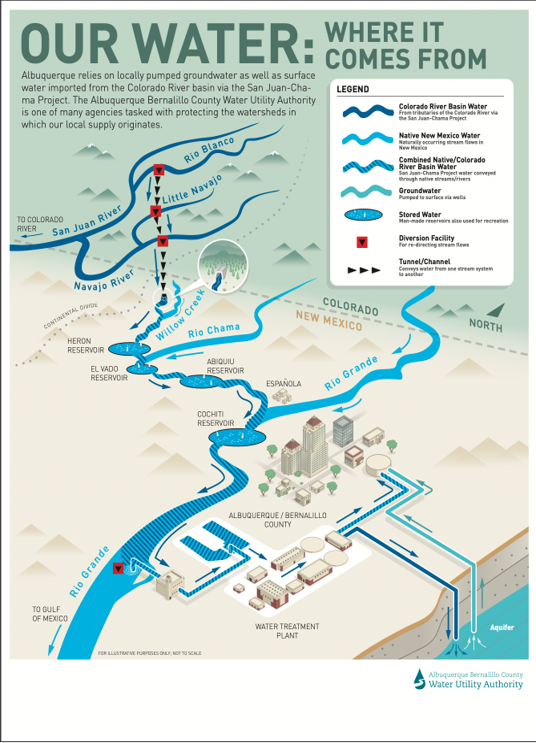 OUR WATER: WHERE IT
COMES FROM
Albuquerque relies on locally pumped groundwater as well as surface
water imported from the Colorado River basin via the San Juan-Cha-
ma Project. The Albuquerque Bernalillo County Water Utility Authority
is one of many agencies tasked with protecting the watersheds in
which our local supply originates.
LEGEND
Colorado River Basin Water
From tributaries of the Colorado River via
the San Juan-Chama Project
Native New Mexico Water
Naturally occurring stream flows in
New Mexico
Combined Native/Colorado
River Basin Water
San Juan-Chama Project water conveyed
through native streams/rivers
Groundwater
Pumped to surface via wells
Stored Water
Man-made reservoirs also used for recreation
Diversion Facility
For re-directing stream flows
Tunnel/Channel
Conveys water from one stream system
to another
Rio Blanco
Little Navajo
TO COLORADO
RIVER
San Juan River
Navajo River
CONTINENTAL DIVIDE
Willow Creek
COLORADO
NEW MEXICO
NORTH
Rio Chama
HERON
RESERVOIR
EL VADO
RESERVOIR
ABIQUIU
RESERVOIR
ESPAÑOLA
Rio Grande
COCHITI
RESERVOIR
ALBUQUERQUE / BERNALILLO
COUNTY
Rio Grande
TO GULF
OF MEXICO
WATER TREATMENT
PLANT
Aquifer
FOR ILLUSTRATIVE PURPOSES ONLY; NOT TO SCALE
Albuquerque Bernalillo County
Water Utility Authority